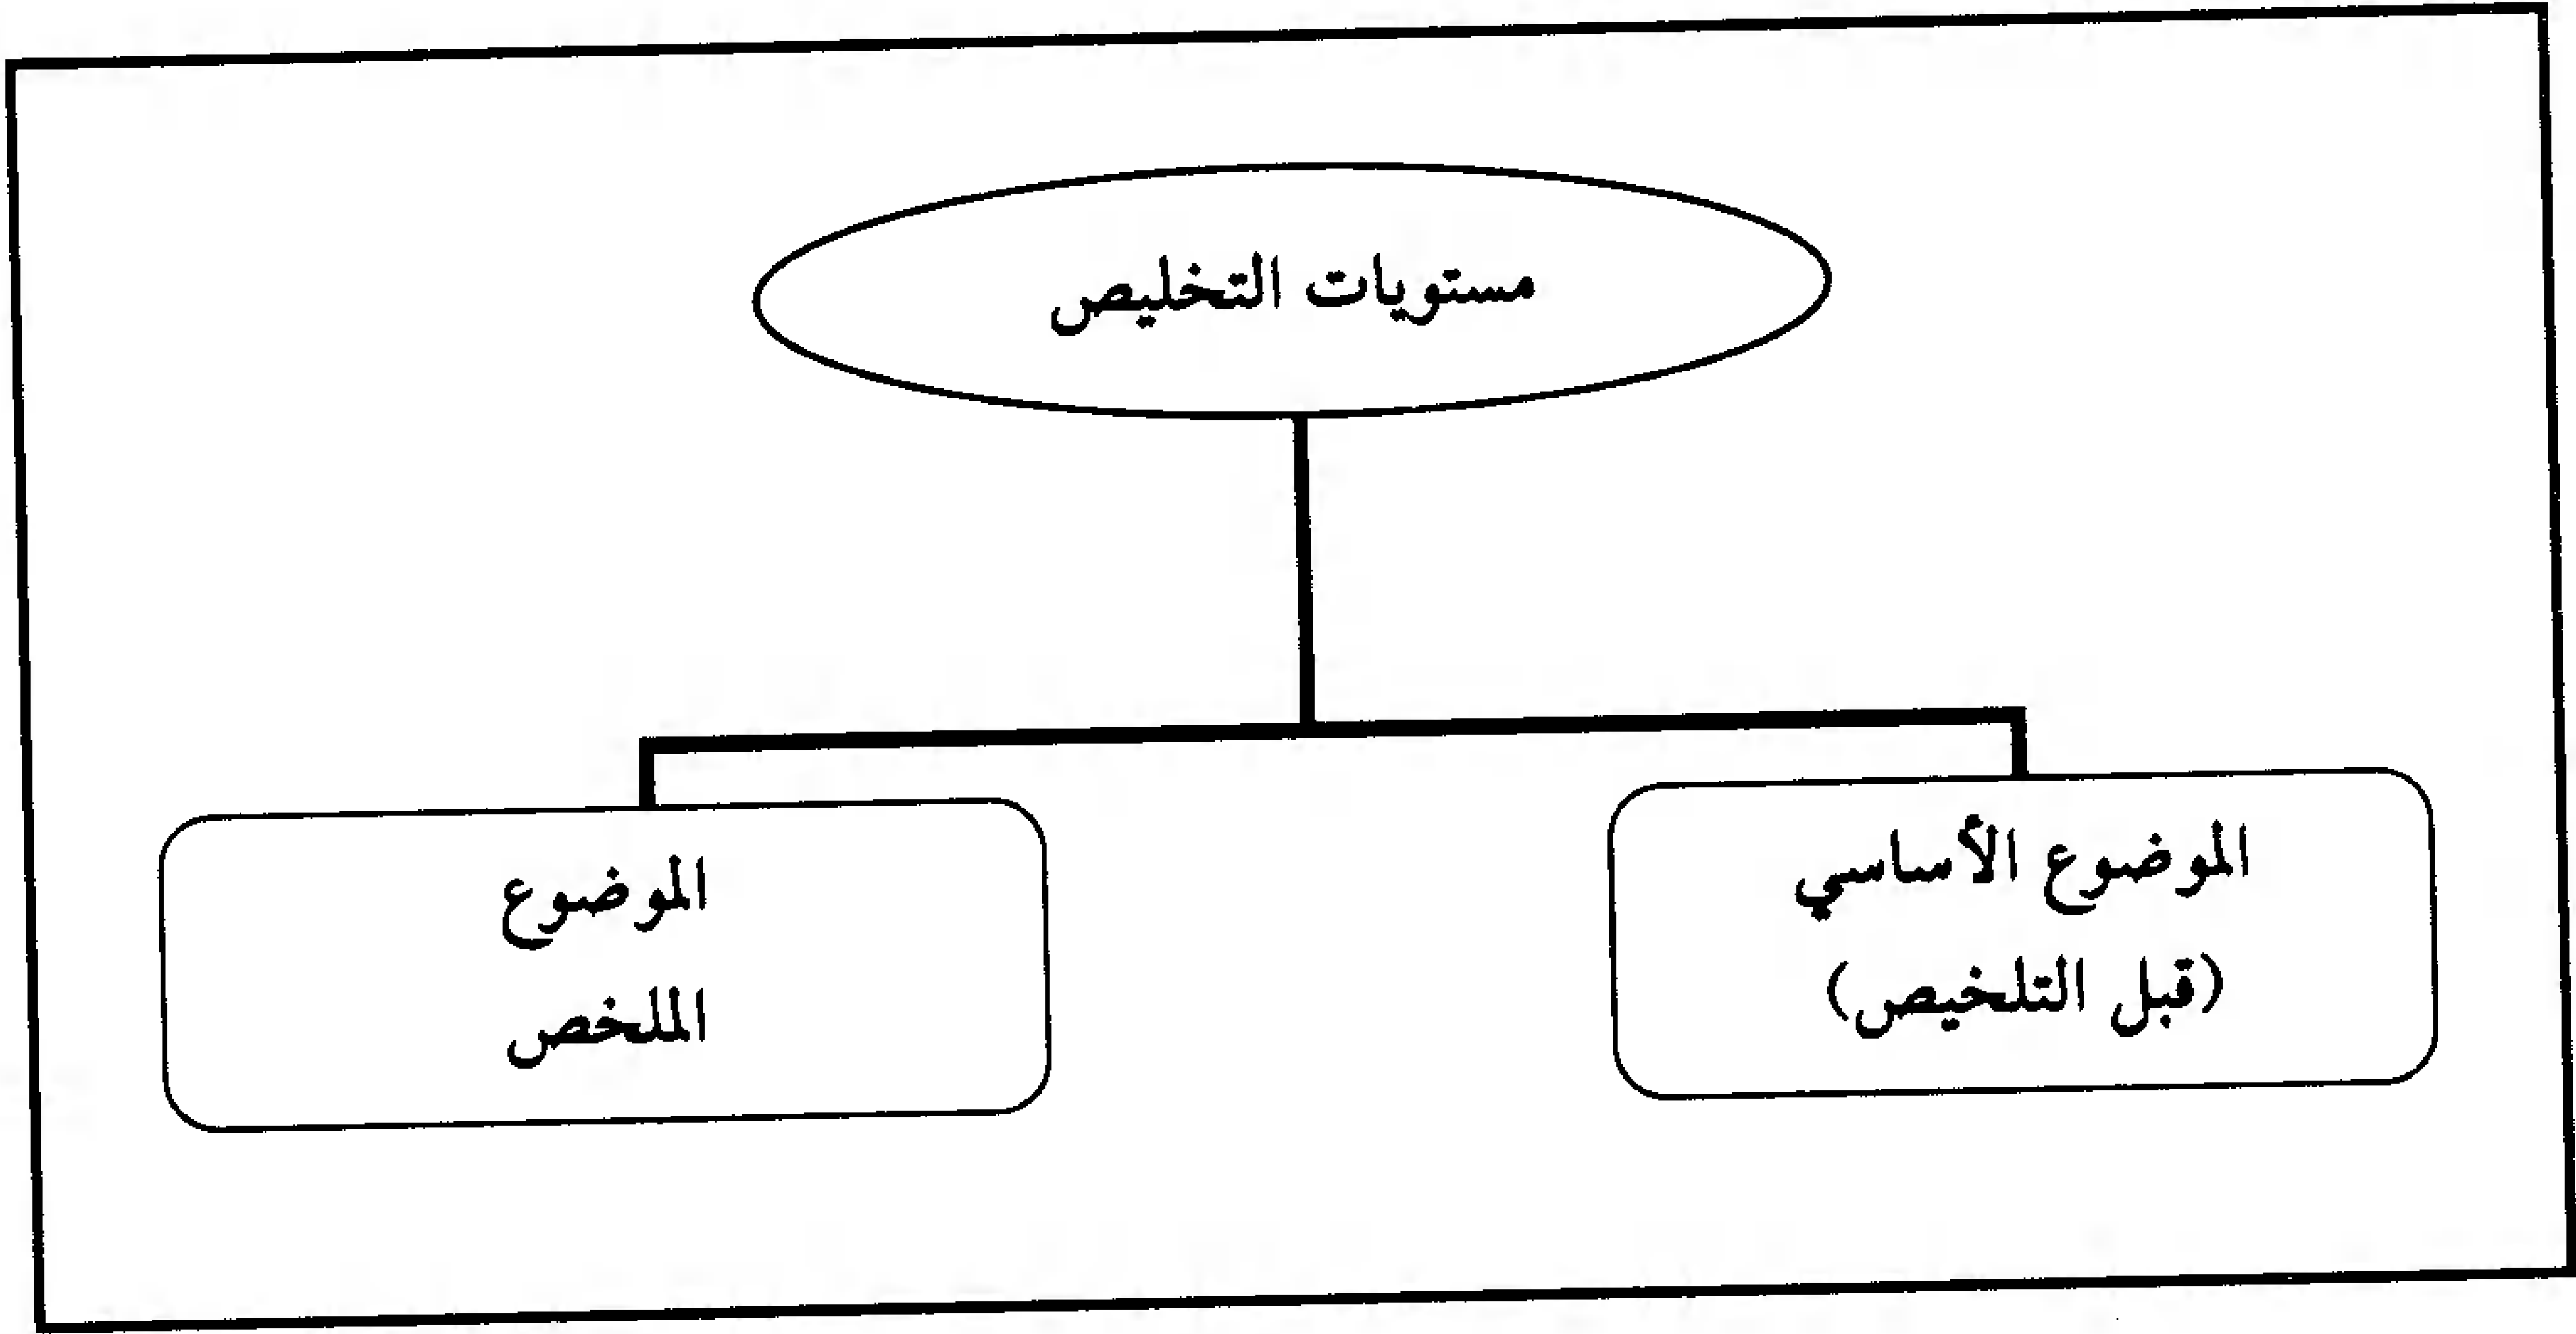 مستويات التخليص
الموضوع الأساسي
(قبل التلخيص)
الموضوع
الملخص